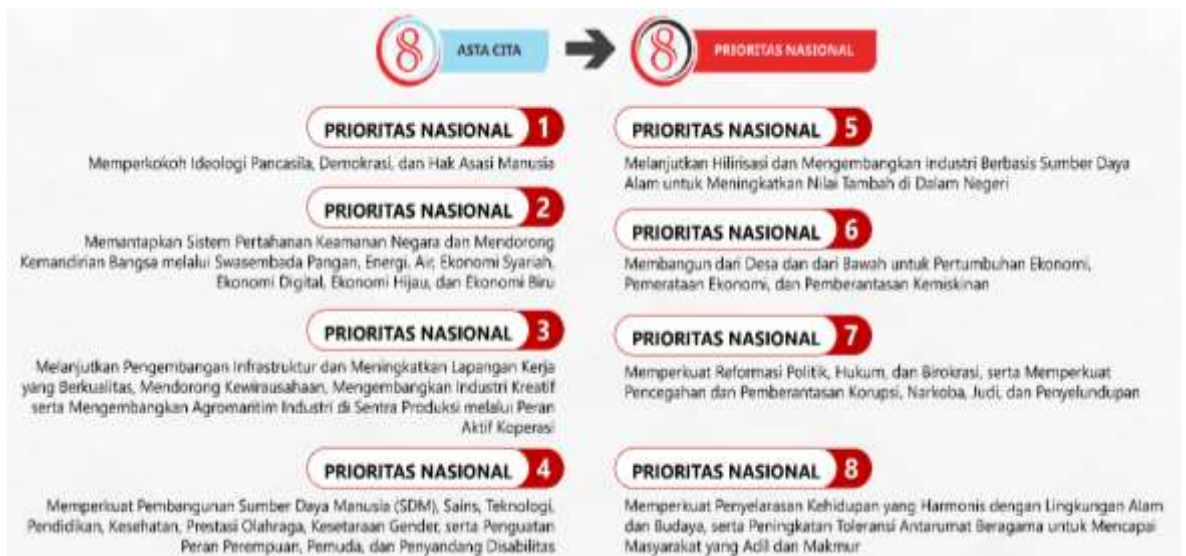 8 ASTA CITA
8 PRIORITAS NASIONAL
PRIORITAS NASIONAL 1
Memperkokoh Ideologi Pancasila, Demokrasi, dan Hak Asasi Manusia
PRIORITAS NASIONAL 2
Memantapkan Sistem Pertahanan Keamanan Negara dan Mendorong
Kemandirian Bangsa melalui Swasembada Pangan, Energi, Air, Ekonomi Syariah,
Ekonomi Digital, Ekonomi Hijau, dan Ekonomi Biru
PRIORITAS NASIONAL 3
Melanjutkan Pengembangan Infrastruktur dan Meningkatkan Lapangan Kerja
yang Berkualitas, Mendorong Kewirausahaan, Mengembangkan Industri Kreatif
serta Mengembangkan Agromaritim Industri di Sentra Produksi melalui Peran
Aktif Koperasi
PRIORITAS NASIONAL 4
Memperkuat Pembangunan Sumber Daya Manusia (SDM), Sains, Teknologi,
Pendidikan, Kesehatan, Prestasi Olahraga, Kesetaraan Gender, serta Penguatan
Peran Perempuan, Pemuda, dan Penyandang Disabilitas
PRIORITAS NASIONAL 5
Melanjutkan Hilirisasi dan Mengembangkan Industri Berbasis Sumber Daya
Alam untuk Meningkatkan Nilai Tambah di Dalam Negeri
PRIORITAS NASIONAL 6
Membangun dari Desa dan dari Bawah untuk Pertumbuhan Ekonomi,
Pemerataan Ekonomi, dan Pemberantasan Kemiskinan
PRIORITAS NASIONAL 7
Memperkuat Reformasi Politik, Hukum, dan Birokrasi, serta Memperkuat
Pencegahan dan Pemberantasan Korupsi, Narkoba, Judi, dan Penyelundupan
PRIORITAS NASIONAL 8
Memperkuat Penyelarasan Kehidupan yang Harmonis dengan Lingkungan Alam
dan Budaya, serta Peningkatan Toleransi Antarumat Beragama untuk Mencapai
Masyarakat yang Adil dan Makmur